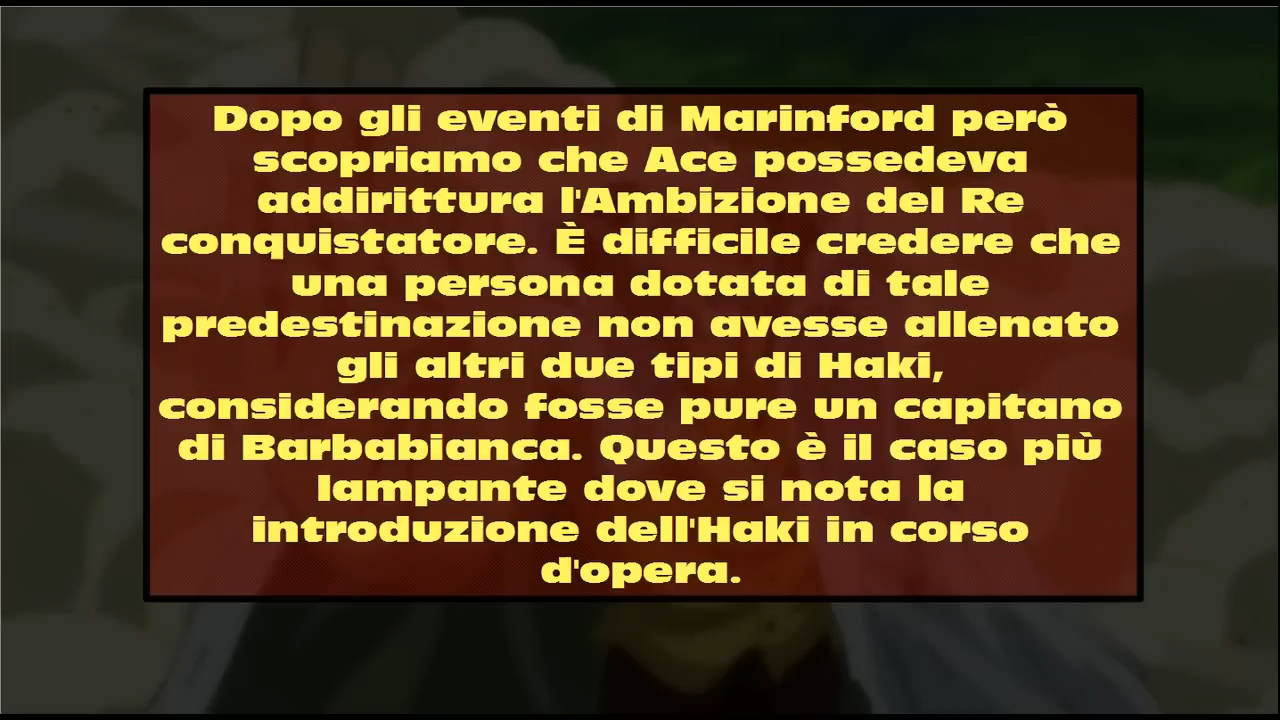 Dopo gli eventi di Marinford però
scopriamo che Ace possedeva
addirittura l'Ambizione del Re
conquistatore. È difficile credere che
una persona dotata di tale
predestinazione non avesse allenato
gli altri due tipi di Haki,
considerando fosse pure un capitano
di Barbabianca. Questo è il caso più
lampante dove si nota la
introduzione dell'Haki in corso
d'opera.